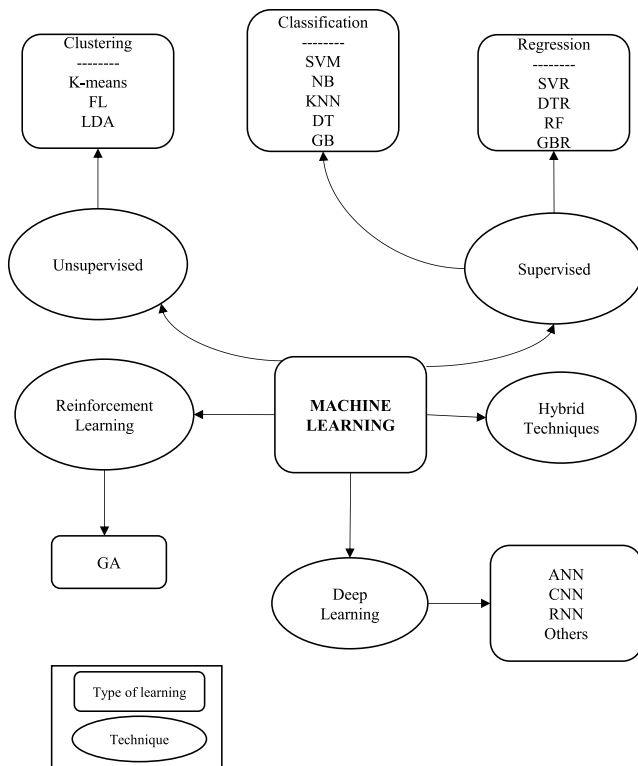 Clustering
--------
K-means
FL
LDA
Classification
--------
SVM
NB
KNN
DT
GB
Regression
--------
SVR
DTR
RF
GBR
Unsupervised
Supervised
Reinforcement
Learning
MACHINE
LEARNING
Hybrid
Techniques
GA
Deep
Learning
ANN
CNN
RNN
Others
Type of learning
Technique